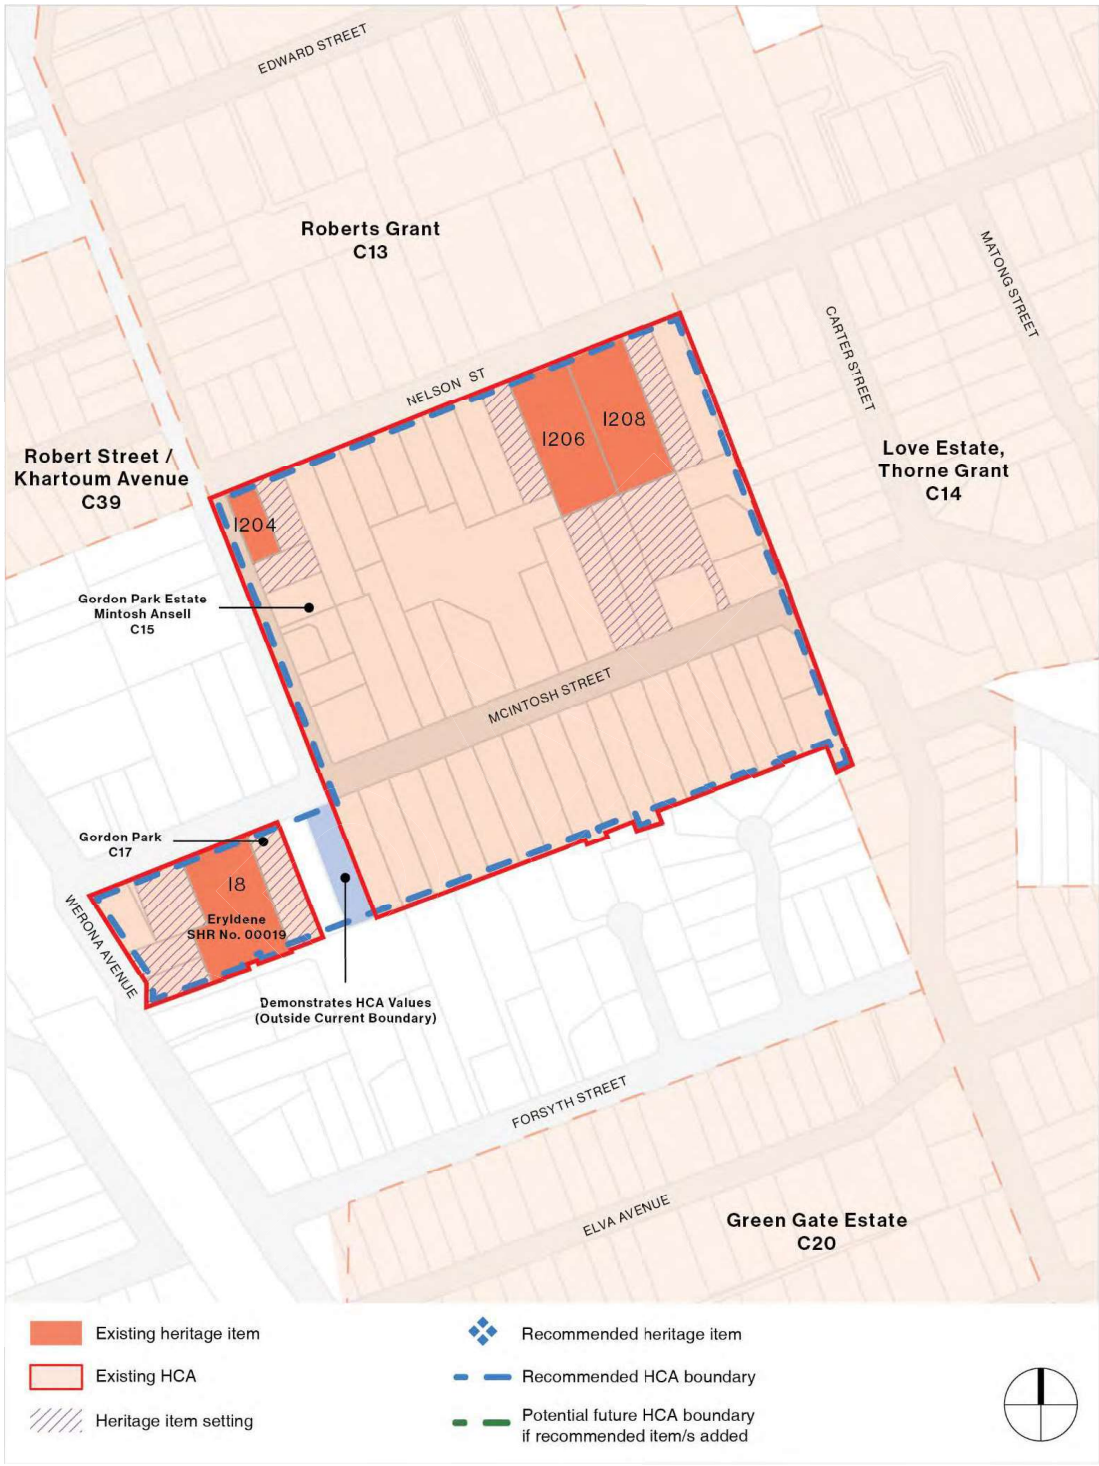 EDWARD STREET
Roberts Grant
C13
MATONG STREET
CARTER STREET
NELSON ST
I208
I206
Robert Street /
Khartoum Avenue
C39
Love Estate,
Thorne Grant
C14
I204
Gordon Park Estate
Mintosh Ansell
C15
MCINTOSH STREET
Gordon Park
C17
I8
Eryldene
SHR No. 00019
WERONA AVENUE
Demonstrates HCA Values
(Outside Current Boundary)
FORSYTH STREET
ELVA AVENUE
Green Gate Estate
C20
Existing heritage item
Existing HCA
Heritage item setting
Recommended heritage item
Recommended HCA boundary
Potential future HCA boundary
if recommended item/s added